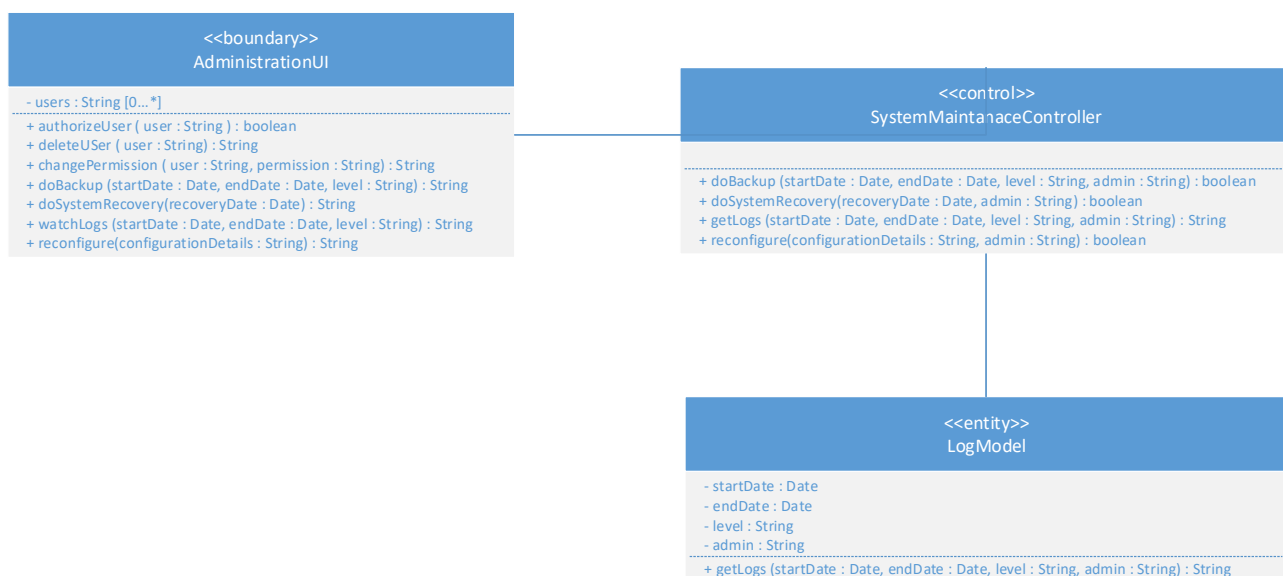 <<boundary>>
AdministrationUI
- users : String [0...*]
+ authorizeUser ( user : String ) : boolean
+ deleteUSer ( user : String) : String
+ changePermission ( user : String, permission : String) : String
+ doBackup (startDate : Date, endDate : Date, level : String) : String
+ doSystemRecovery(recoveryDate : Date) : String
+ watchLogs (startDate : Date, endDate : Date, level : String) : String
+ reconfigure(configurationDetails : String) : String
<<control>>
SystemMaintanaceController
+ doBackup (startDate : Date, endDate : Date, level : String, admin : String) : boolean
+ doSystemRecovery(recoveryDate : Date, admin : String) : boolean
+ getLogs (startDate : Date, endDate : Date, level : String, admin : String) : String
+ reconfigure(configurationDetails : String, admin : String) : boolean
<<entity>>
LogModel
- startDate : Date
- endDate : Date
- level : String
- admin : String
+ getLogs (startDate : Date, endDate : Date, level : String, admin : String) : String